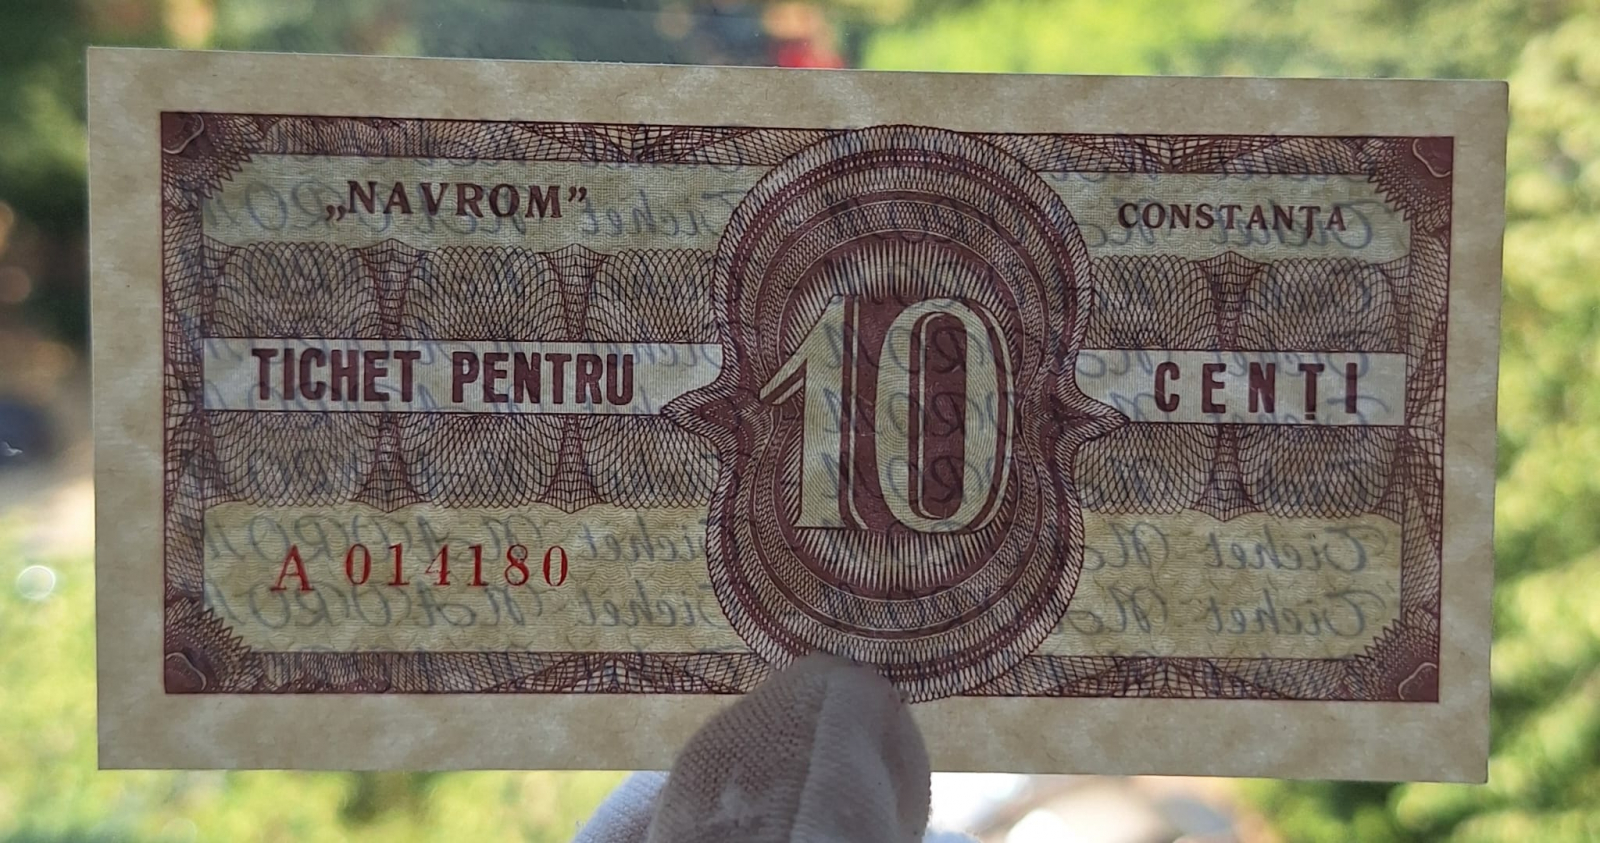 „NAVROM”
CONSTANȚA
TICHET PENTRU
10
CENȚI
A 014180